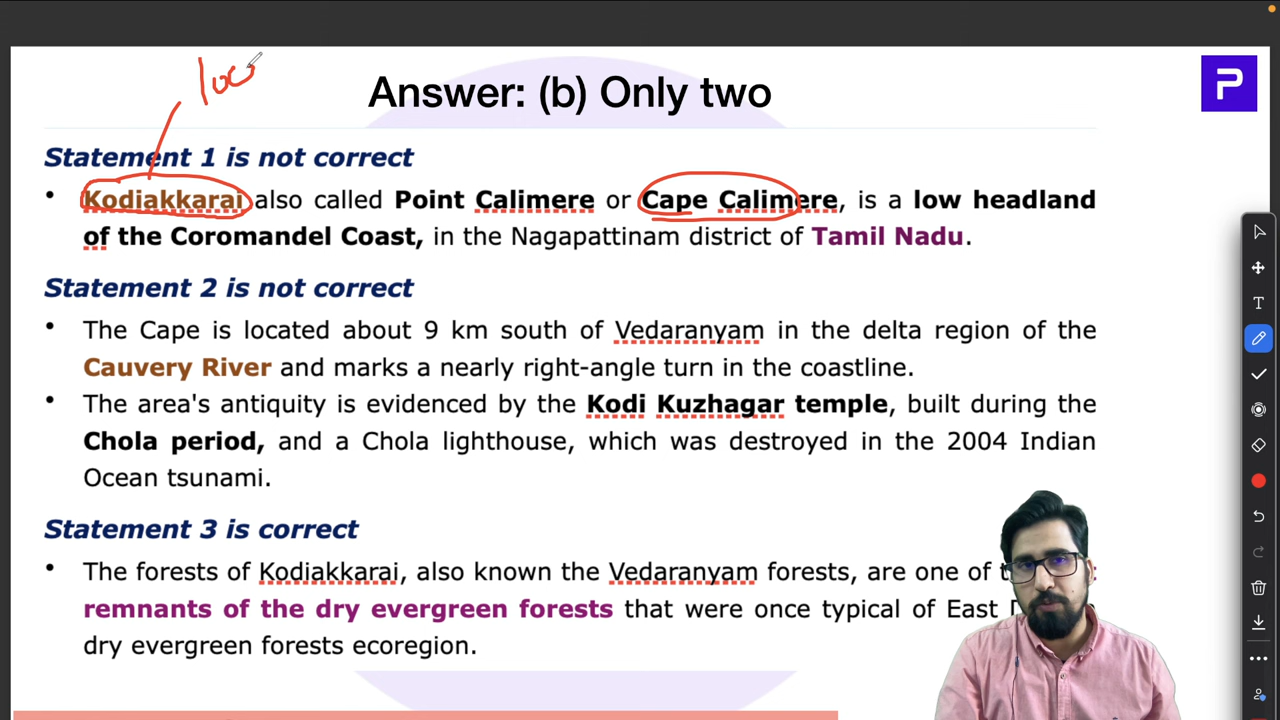 P
Answer: (b) Only two
loc
Statement 1 is not correct
• Kodiakkarai also called Point Calimere or Cape Calimere, is a low headland
of the Coromandel Coast, in the Nagapattinam district of Tamil Nadu.
Statement 2 is not correct
• The Cape is located about 9 km south of Vedaranyam in the delta region of the
Cauvery River and marks a nearly right-angle turn in the coastline.
• The area's antiquity is evidenced by the Kodi Kuzhagar temple, built during the
Chola period, and a Chola lighthouse, which was destroyed in the 2004 Indian
Ocean tsunami.
Statement 3 is correct
• The forests of Kodiakkarai, also known the Vedaranyam forests, are one of
remnants of the dry evergreen forests that were once typical of East
dry evergreen forests ecoregion.
T